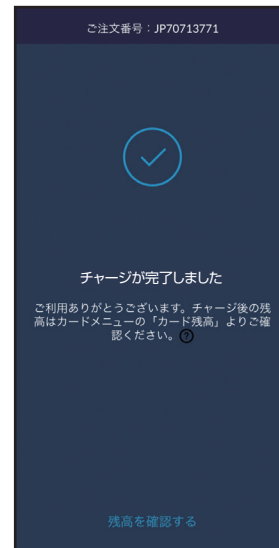 ご注文番号：JP70713771
チャージが完了しました
ご利用ありがとうございます。チャージ後の残
高はカードメニューの「カード残高」よりご確
認ください。?
残高を確認する